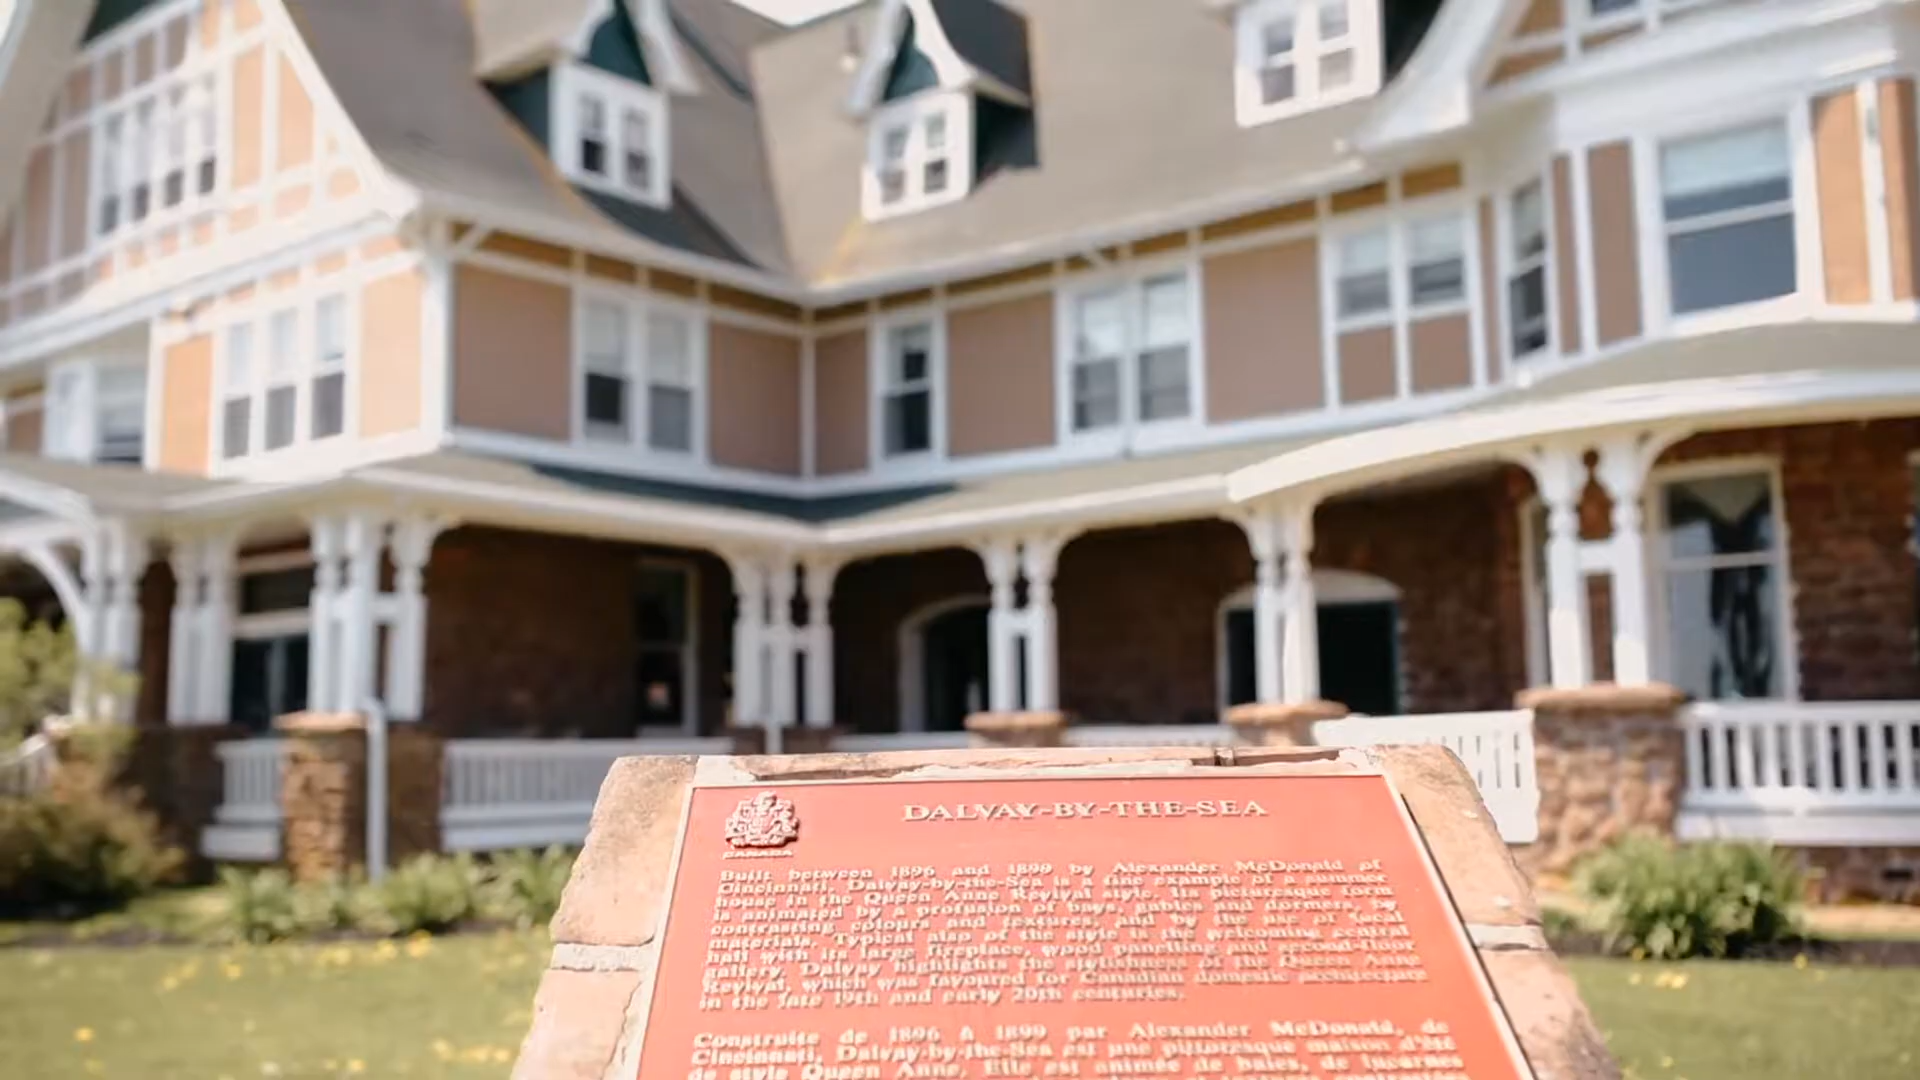 DALVAY-BY-THE-SEA
CANADA
Built between 1896 and 1899 by Alexander McDonald of
Cincinnati, Dalvay-by-the-Sea is a fine example of a summer
house in the Queen Anne Revival style. Its picturesque form
is animated by a profusion of bays, gables and dormers, by
contrasting colours and textures, and by the use of local
materials. Typical also of the style is the welcoming central
hall with its large fireplace, wood panelling and second-floor
gallery. Dalvay highlights the stylishness of the Queen Anne
Revival, which was favoured for Canadian domestic architecture
in the late 19th and early 20th centuries.
Construite de 1896 à 1899 par Alexander McDonald, de
Cincinnati, Dalvay-by-the-Sea est une pittoresque maison d'été
de style Queen Anne. Elle est animée de baies, de lucarnes